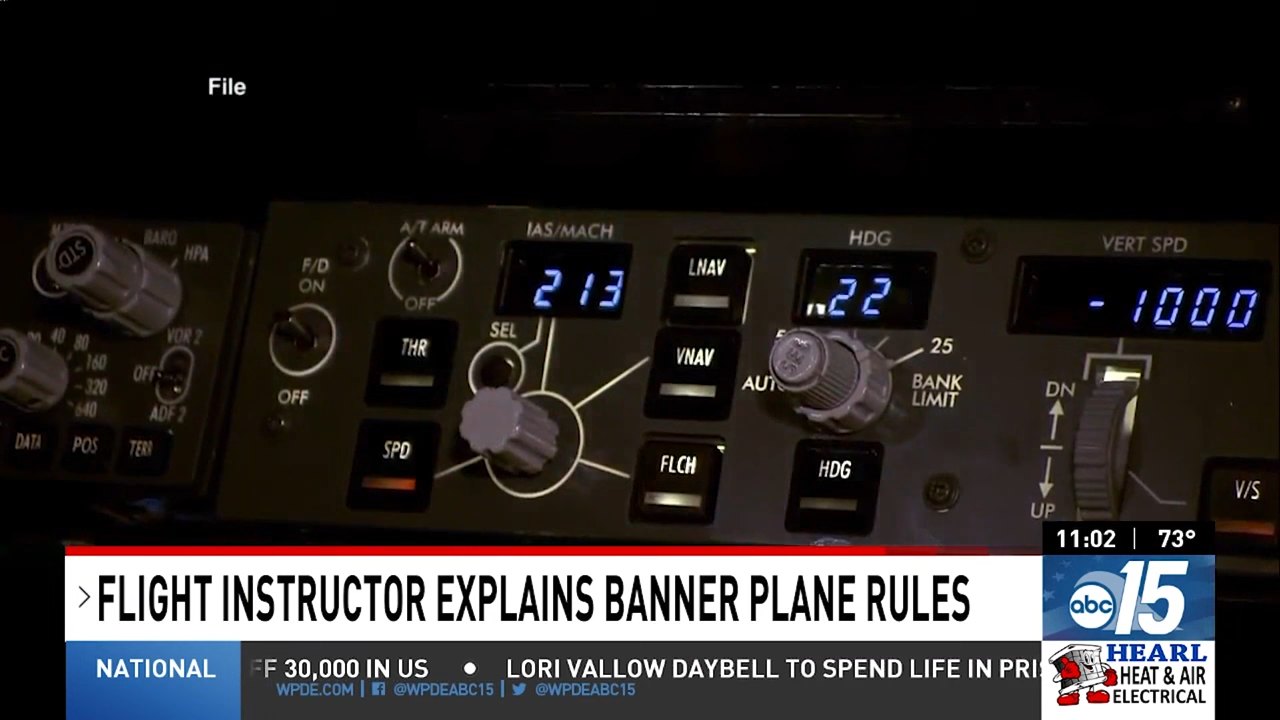 File
A/T ARM
IAS/MACH
HDG
VERT SPD
BARO
HPA
STD
F/D
ON
OFF
213
LNAV
22
- 1000
SEL
VOR 2
40 80
160
320
640
OFF
ADF 2
THR
VNAV
25
AUTO
BANK
LIMIT
DN
OFF
DATA
POS
TERR
SPD
FLCH
HDG
UP
V/S
11:02 | 73°
FLIGHT INSTRUCTOR EXPLAINS BANNER PLANE RULES
abc 15
NATIONAL
FF 30,000 IN US • LORI VALLOW DAYBELL TO SPEND LIFE IN PRIS
WPDE.COM | @WPDEABC15 | @WPDEABC15
HEARL
HEAT & AIR
ELECTRICAL